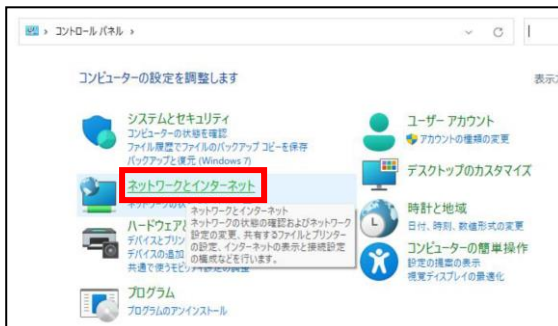 コントロール パネル
コンピューターの設定を調整します
表示
システムとセキュリティ
コンピューターの状態を確認
ファイル履歴でファイルのバックアップ コピーを保存
バックアップと復元 (Windows 7)
ネットワークとインターネット
ネットワークとインターネット
ネットワークの状態の確認およびネットワーク
設定の変更、共有するファイルとプリンター
の設定、インターネットの表示と接続設定
の構成などを行います。
ハードウェア
デバイスとプリン
デバイスの追加
共通で使うモビリティ設定の調整
プログラム
プログラムのアンインストール
ユーザー アカウント
アカウントの種類の変更
デスクトップのカスタマイズ
時計と地域
日付、時刻、数値形式の変更
コンピューターの簡単操作
設定の提案の表示
視覚ディスプレイの最適化